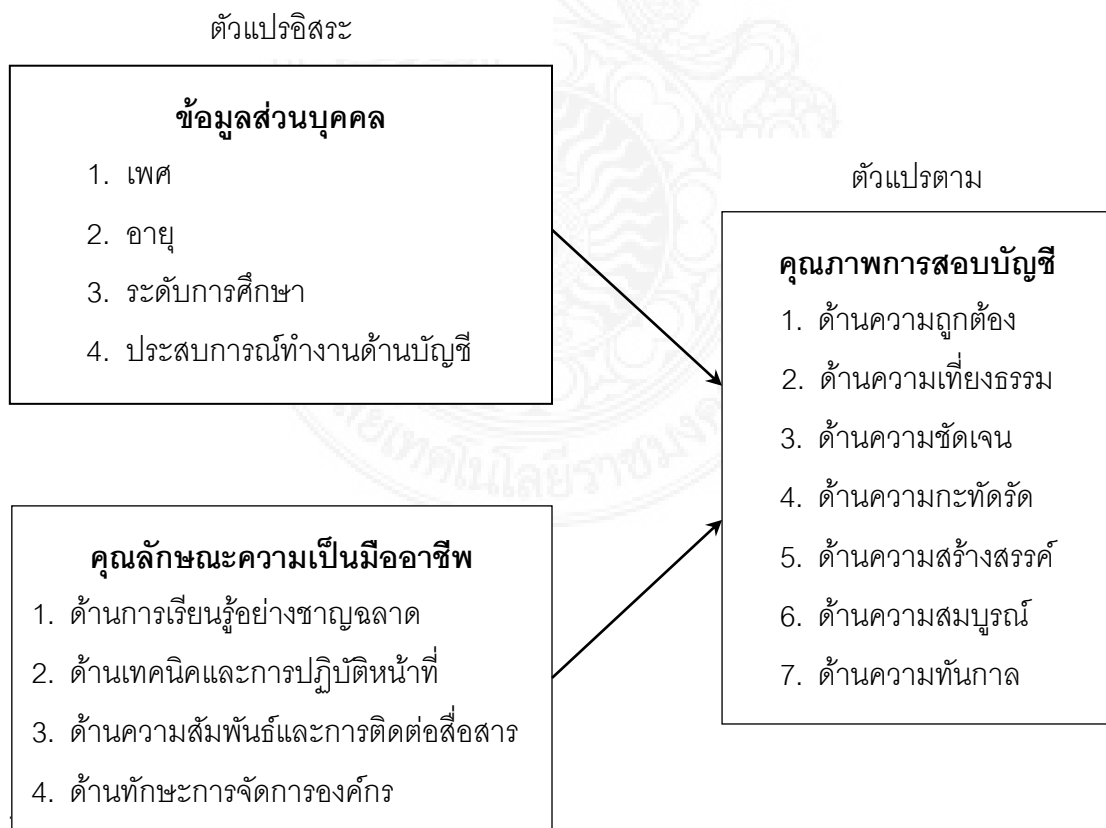 ตัวแปรอิสระ
ข้อมูลส่วนบุคคล
1. เพศ
2. อายุ
3. ระดับการศึกษา
4. ประสบการณ์ทำงานด้านบัญชี
ตัวแปรตาม
คุณภาพการสอบบัญชี
1. ด้านความถูกต้อง
2. ด้านความเที่ยงธรรม
3. ด้านความชัดเจน
4. ด้านความกะทัดรัด
5. ด้านความสร้างสรรค์
6. ด้านความสมบูรณ์
7. ด้านความทันกาล
คุณลักษณะความเป็นมืออาชีพ
1. ด้านการเรียนรู้อย่างชาญฉลาด
2. ด้านเทคนิคและการปฏิบัติหน้าที่
3. ด้านความสัมพันธ์และการติดต่อสื่อสาร
4. ด้านทักษะการจัดการองค์กร